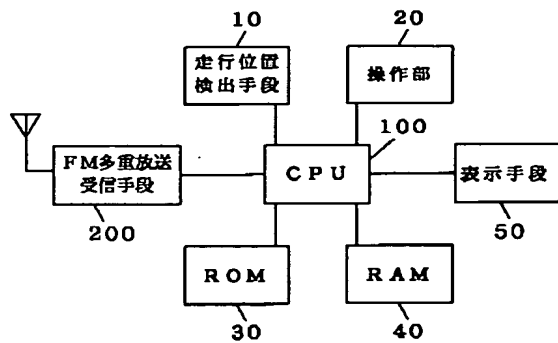 10
20
走行位置
検出手段
操作部
100
FM多重放送
受信手段
CPU
表示手段
200
50
ROM
RAM
30
40